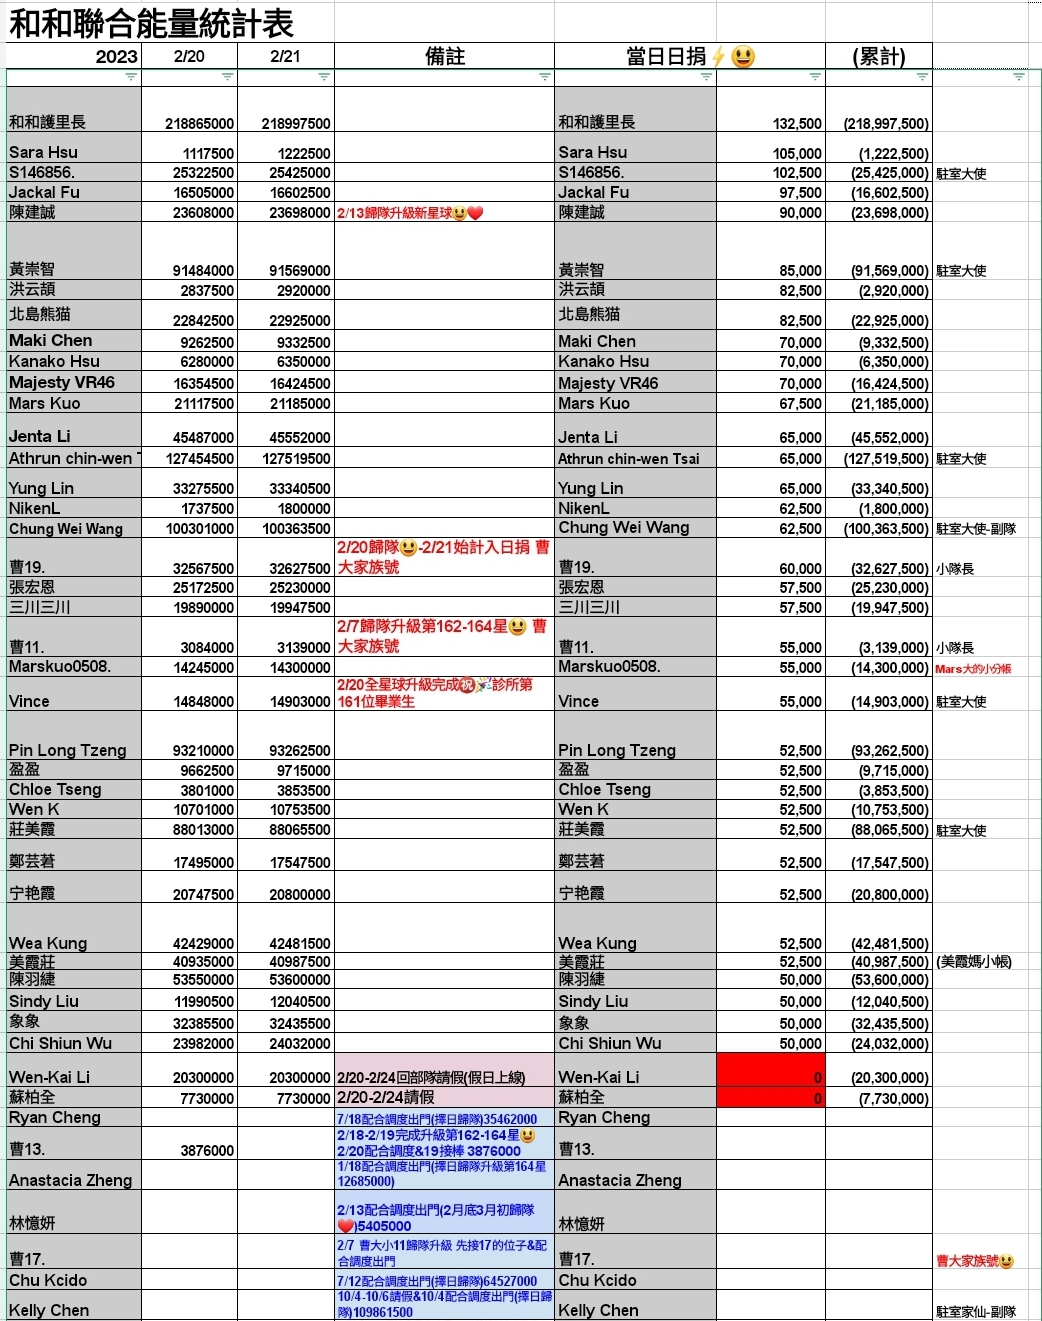 和和聯合能量統計表
2023 2/20 2/21 備註 當日日捐⚡😃 (累計)
和和護里長 218865000 218997500 和和護里長 132,500 (218,997,500)
Sara Hsu 1117500 1222500 Sara Hsu 105,000 (1,222,500)
S146856. 25322500 25425000 S146856. 102,500 (25,425,000) 駐室大使
Jackal Fu 16505000 16602500 Jackal Fu 97,500 (16,602,500)
陳建誠 23608000 23698000 2/13歸隊升級新星球😃❤️ 陳建誠 90,000 (23,698,000)
黃崇智 91484000 91569000 黃崇智 85,000 (91,569,000) 駐室大使
洪云頡 2837500 2920000 洪云頡 82,500 (2,920,000)
北島熊猫 22842500 22925000 北島熊猫 82,500 (22,925,000)
Maki Chen 9262500 9332500 Maki Chen 70,000 (9,332,500)
Kanako Hsu 6280000 6350000 Kanako Hsu 70,000 (6,350,000)
Majesty VR46 16354500 16424500 Majesty VR46 70,000 (16,424,500)
Mars Kuo 21117500 21185000 Mars Kuo 67,500 (21,185,000)
Jenta Li 45487000 45552000 Jenta Li 65,000 (45,552,000)
Athrun chin-wen T 127454500 127519500 Athrun chin-wen Tsai 65,000 (127,519,500) 駐室大使
Yung Lin 33275500 33340500 Yung Lin 65,000 (33,340,500)
NikenL 1737500 1800000 NikenL 62,500 (1,800,000)
Chung Wei Wang 100301000 100363500 Chung Wei Wang 62,500 (100,363,500) 駐室大使-副隊
2/20歸隊😃-2/21始計入日捐 曹
曹19. 32567500 32627500 大家族號 曹19. 60,000 (32,627,500) 小隊長
張宏恩 25172500 25230000 張宏恩 57,500 (25,230,000)
三川三川 19890000 19947500 三川三川 57,500 (19,947,500)
2/7歸隊升級第162-164星😃 曹
曹11. 3084000 3139000 大家族號 曹11. 55,000 (3,139,000) 小隊長
Marskuo0508. 14245000 14300000 Marskuo0508. 55,000 (14,300,000) Mars大的小分帳
2/20全星球升級完成㊗️🎉診所第
Vince 14848000 14903000 161位畢業生 Vince 55,000 (14,903,000) 駐室大使
Pin Long Tzeng 93210000 93262500 Pin Long Tzeng 52,500 (93,262,500)
盈盈 9662500 9715000 盈盈 52,500 (9,715,000)
Chloe Tseng 3801000 3853500 Chloe Tseng 52,500 (3,853,500)
Wen K 10701000 10753500 Wen K 52,500 (10,753,500)
莊美霞 88013000 88065500 莊美霞 52,500 (88,065,500) 駐室大使
鄭芸著 17495000 17547500 鄭芸著 52,500 (17,547,500)
宁艳霞 20747500 20800000 宁艳霞 52,500 (20,800,000)
Wea Kung 42429000 42481500 Wea Kung 52,500 (42,481,500)
美霞莊 40935000 40987500 美霞莊 52,500 (40,987,500) (美霞媽小帳)
陳羽緁 53550000 53600000 陳羽緁 50,000 (53,600,000)
Sindy Liu 11990500 12040500 Sindy Liu 50,000 (12,040,500)
象象 32385500 32435500 象象 50,000 (32,435,500)
Chi Shiun Wu 23982000 24032000 Chi Shiun Wu 50,000 (24,032,000)
Wen-Kai Li 20300000 20300000 2/20-2/24回部隊請假(假日上線) Wen-Kai Li 0 (20,300,000)
蘇柏全 7730000 7730000 2/20-2/24請假 蘇柏全 0 (7,730,000)
Ryan Cheng 7/18配合調度出門(擇日歸隊)35462000 Ryan Cheng
2/18-2/19完成升級第162-164星😃
曹13. 3876000 2/20配合調度&19接棒 3876000 曹13.
1/18配合調度出門(擇日歸隊升級第164星
Anastacia Zheng 12685000) Anastacia Zheng
2/13配合調度出門(2月底3月初歸隊
林憶妍 ❤️)5405000 林憶妍
2/7 曹大小11歸隊升級 先接17的位子&配
曹17. 合調度出門 曹17. 曹大家族號😃
Chu Kcido 7/12配合調度出門(擇日歸隊)64527000 Chu Kcido
10/4-10/6請假&10/4配合調度出門(擇日歸
Kelly Chen 隊)109861500 Kelly Chen 駐室家仙-副隊